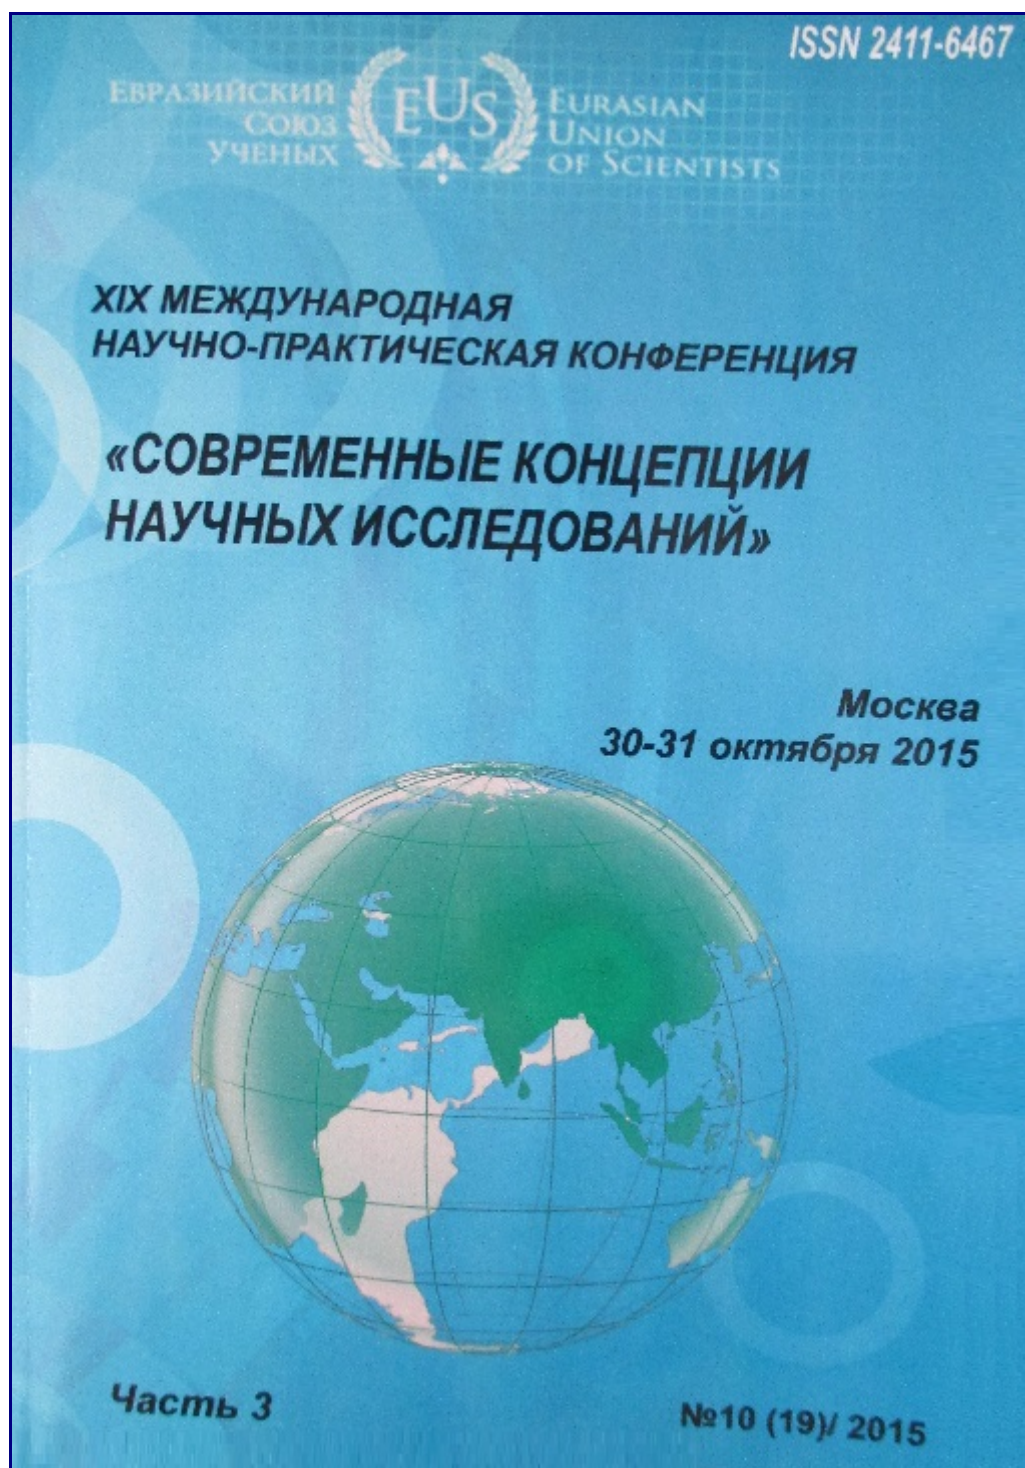 ISSN 2411-6467
ЕВРАЗИЙСКИЙ
СОЮЗ
УЧЕНЫХ
EUS
EURASIAN
UNION
OF SCIENTISTS
XIX МЕЖДУНАРОДНАЯ
НАУЧНО-ПРАКТИЧЕСКАЯ КОНФЕРЕНЦИЯ
«СОВРЕМЕННЫЕ КОНЦЕПЦИИ
НАУЧНЫХ ИССЛЕДОВАНИЙ»
Москва
30-31 октября 2015
Часть 3
№10 (19)/ 2015